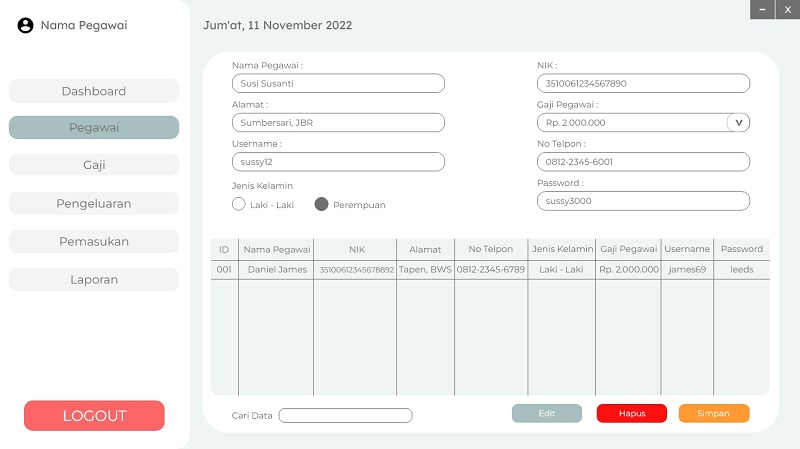 Nama Pegawai
Jum'at, 11 November 2022
– X
Dashboard
Pegawai
Gaji
Pengeluaran
Pemasukan
Laporan
LOGOUT
Nama Pegawai :
Susi Susanti
Alamat :
Sumbersari, JBR
Username :
sussy12
Jenis Kelamin
Laki - Laki Perempuan
NIK :
3510061234567890
Gaji Pegawai :
Rp. 2.000.000 V
No Telpon :
0812-2345-6001
Password :
sussy3000
ID Nama Pegawai NIK Alamat No Telpon Jenis Kelamin Gaji Pegawai Username Password
001 Daniel James 35100612345678892 Tapen, BWS 0812-2345-6789 Laki - Laki Rp. 2.000.000 james69 leeds
Cari Data Edit Hapus Simpan